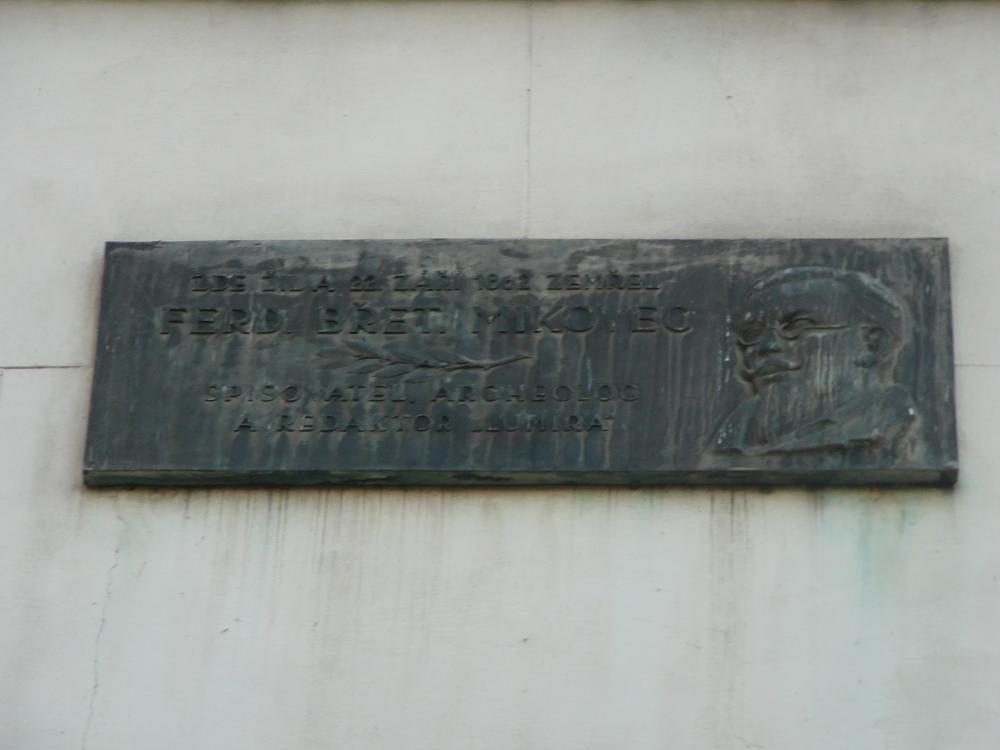 ZDE ŽIL A 22. ZÁŘÍ 1862 ZEMŘEL
FERD. BŘET. MIKOVEC
SPISOVATEL, ARCHEOLOG
A REDAKTOR „LUMÍRA“